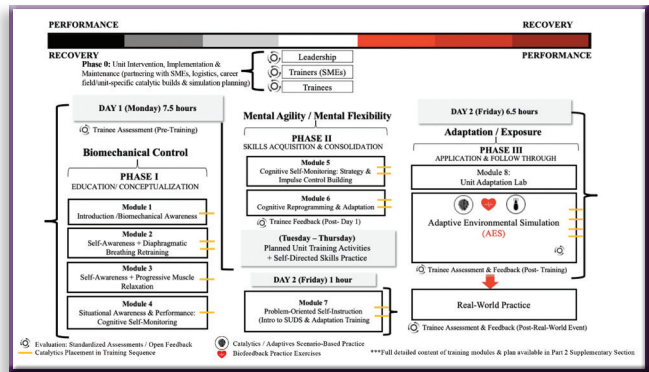 PERFORMANCE
RECOVERY
RECOVERY
PERFORMANCE
Phase 0: Unit Intervention, Implementation &
Maintenance (partnering with SMEs, logistics, career
field/unit-specific catalytic builds & simulation planning)
Leadership
Trainers (SMEs)
Trainees
DAY 1 (Monday) 7.5 hours
Trainee Assessment (Pre-Training)
Biomechanical Control
PHASE I
EDUCATION/ CONCEPTUALIZATION
Module 1
Introduction /Biomechanical Awareness
Module 2
Self-Awareness + Diaphragmatic
Breathing Retraining
Module 3
Self-Awareness + Progressive Muscle
Relaxation
Module 4
Situational Awareness & Performance:
Cognitive Self-Monitoring
Mental Agility / Mental Flexibility
PHASE II
SKILLS ACQUISITION & CONSOLIDATION
Module 5
Cognitive Self-Monitoring: Strategy &
Impulse Control Building
Module 6
Cognitive Reprogramming & Adaptation
Trainee Feedback (Post- Day 1)
(Tuesday – Thursday)
Planned Unit Training Activities
+ Self-Directed Skills Practice
DAY 2 (Friday) 1 hour
Module 7
Problem-Oriented Self-Instruction
(Intro to SUDS & Adaptation Training
DAY 2 (Friday) 6.5 hours
Adaptation / Exposure
PHASE III
APPLICATION & FOLLOW THROUGH
Module 8:
Unit Adaptation Lab
Adaptive Environmental Simulation
(AES)
Trainee Assessment & Feedback (Post- Training)
Real-World Practice
Trainee Assessment & Feedback (Post-Real-World Event)
Evaluation: Standardized Assessments / Open Feedback
Catalytics Placement in Training Sequence
Catalytics / Adaptives Scenario-Based Practice
Biofeedback Practice Exercises
***Full detailed content of training modules & plan available in Part 2 Supplementary Section